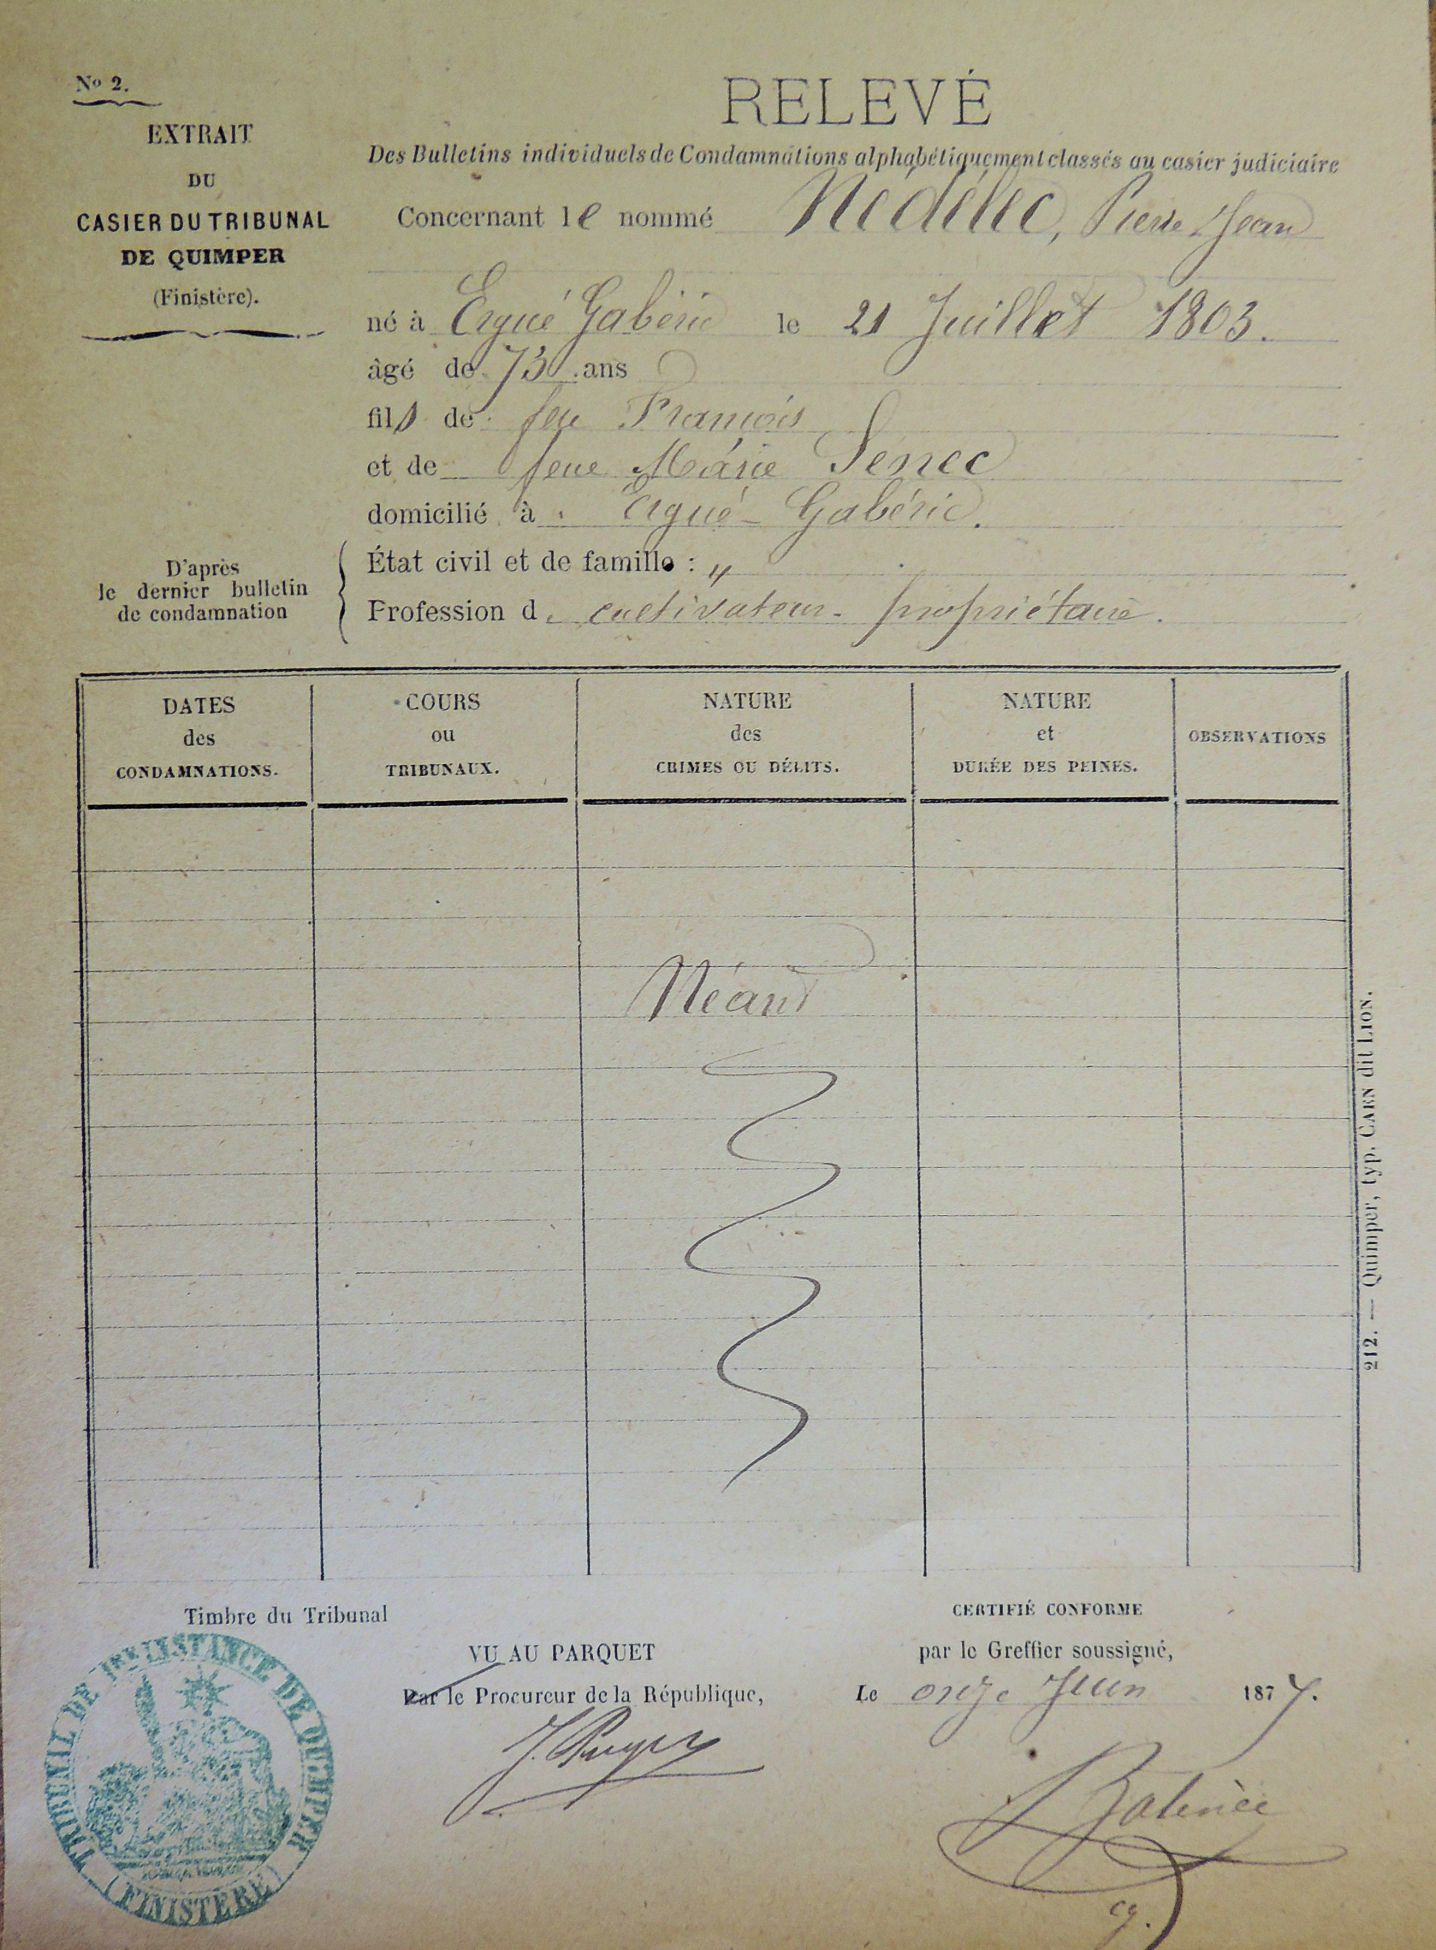 N° 2.
EXTRAIT
DU
CASIER DU TRIBUNAL
DE QUIMPER
(Finistère).
RELEVÉ
Des Bulletins individuels de Condamnations alphabétiquement classés au casier judiciaire
Concernant le nommé Nédélec, Pierre Jean
né à Ergué Gabéric le 21 Juillet 1803.
âgé de 73 ans
fils de feu François
et de feue Marie Senec
domicilié à Ergué-Gabéric.
D'après
le dernier bulletin
de condamnation
État civil et de famille : "
Profession d cultivateur-propriétaire.
DATES
des
CONDAMNATIONS.
COURS
ou
TRIBUNAUX.
NATURE
des
CRIMES OU DÉLITS.
NATURE
et
DURÉE DES PEINES.
OBSERVATIONS
Néant
212. — Quimper, typ. CAEN dit LION.
Timbre du Tribunal
TRIBUNAL DE 1RE INSTANCE DE QUIMPER
(FINISTÈRE)
VU AU PARQUET
Par le Procureur de la République,
CERTIFIÉ CONFORME
par le Greffier soussigné,
Le onze Juin 1877.
cg.